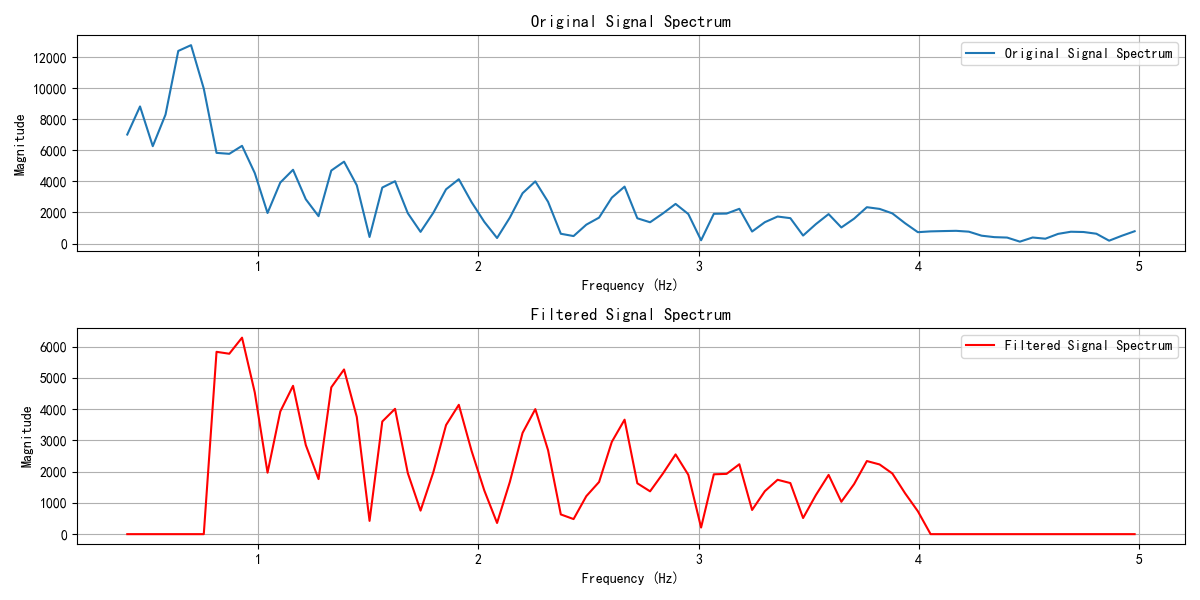 Original Signal Spectrum
Original Signal Spectrum
Magnitude
12000
10000
8000
6000
4000
2000
0
1 2 3 4 5
Frequency (Hz)
Filtered Signal Spectrum
Filtered Signal Spectrum
Magnitude
6000
5000
4000
3000
2000
1000
0
1 2 3 4 5
Frequency (Hz)